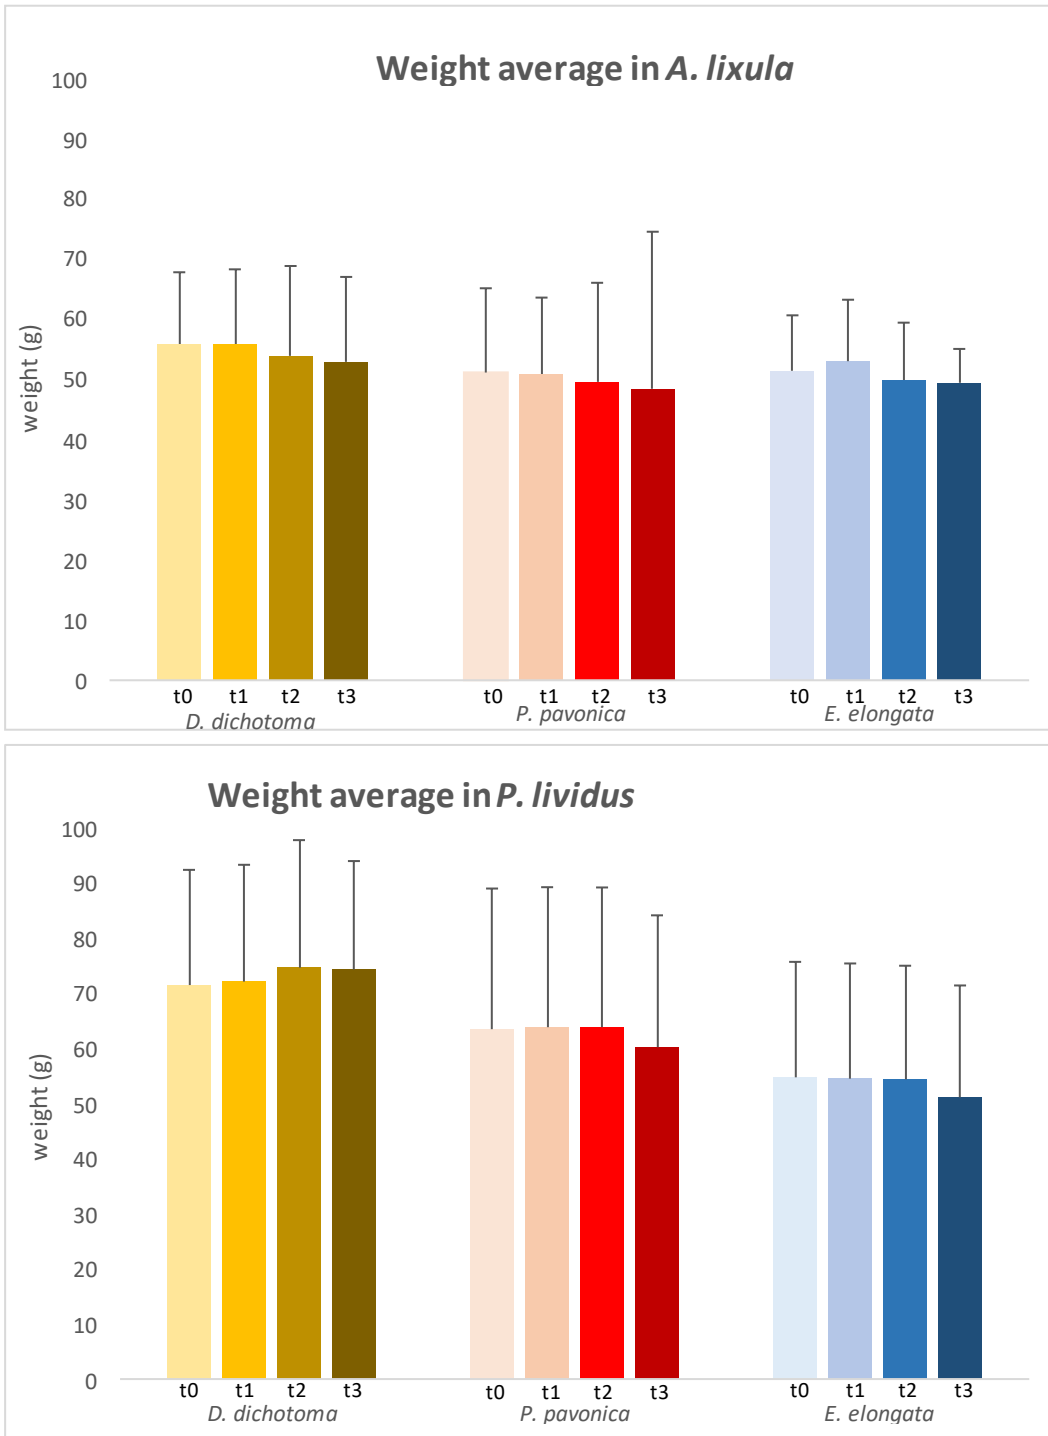 Weight average in A. lixula
100
90
80
70
60
50
40
30
20
10
0
weight (g)
t0 t1 t2 t3 t0 t1 t2 t3 t0 t1 t2 t3
D. dichotoma P. pavonica E. elongata
Weight average in P. lividus
100
90
80
70
60
50
40
30
20
10
0
weight (g)
t0 t1 t2 t3 t0 t1 t2 t3 t0 t1 t2 t3
D. dichotoma P. pavonica E. elongata